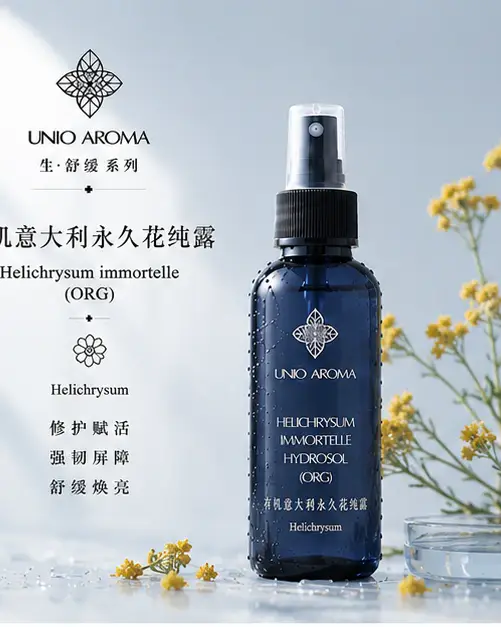 UNIO AROMA
生·舒缓系列
机意大利永久花纯露
Helichrysum immortelle
(ORG)
Helichrysum
修护赋活
强韧屏障
舒缓焕亮
UNIO AROMA
HELICHRYSUM
IMMORTELLE
HYDROSOL
(ORG)
有机意大利永久花纯露
Helichrysum